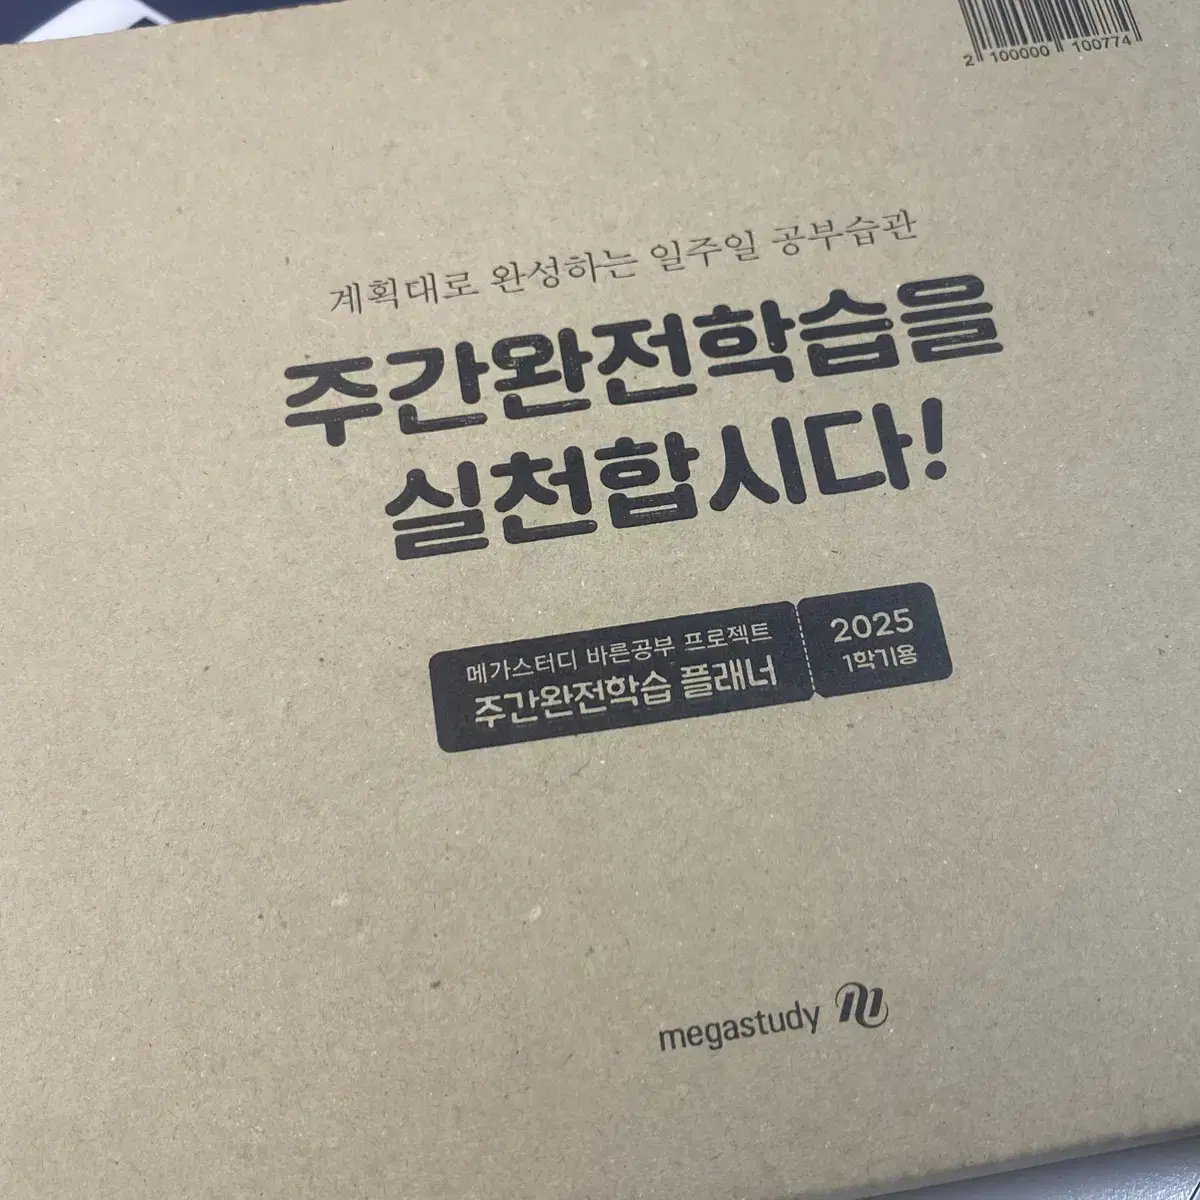 2 100000 100774
계획대로 완성하는 일주일 공부습관
주간완전학습을
실천합시다!
메가스터디 바른공부 프로젝트
주간완전학습 플래너
2025
1학기용
megastudy